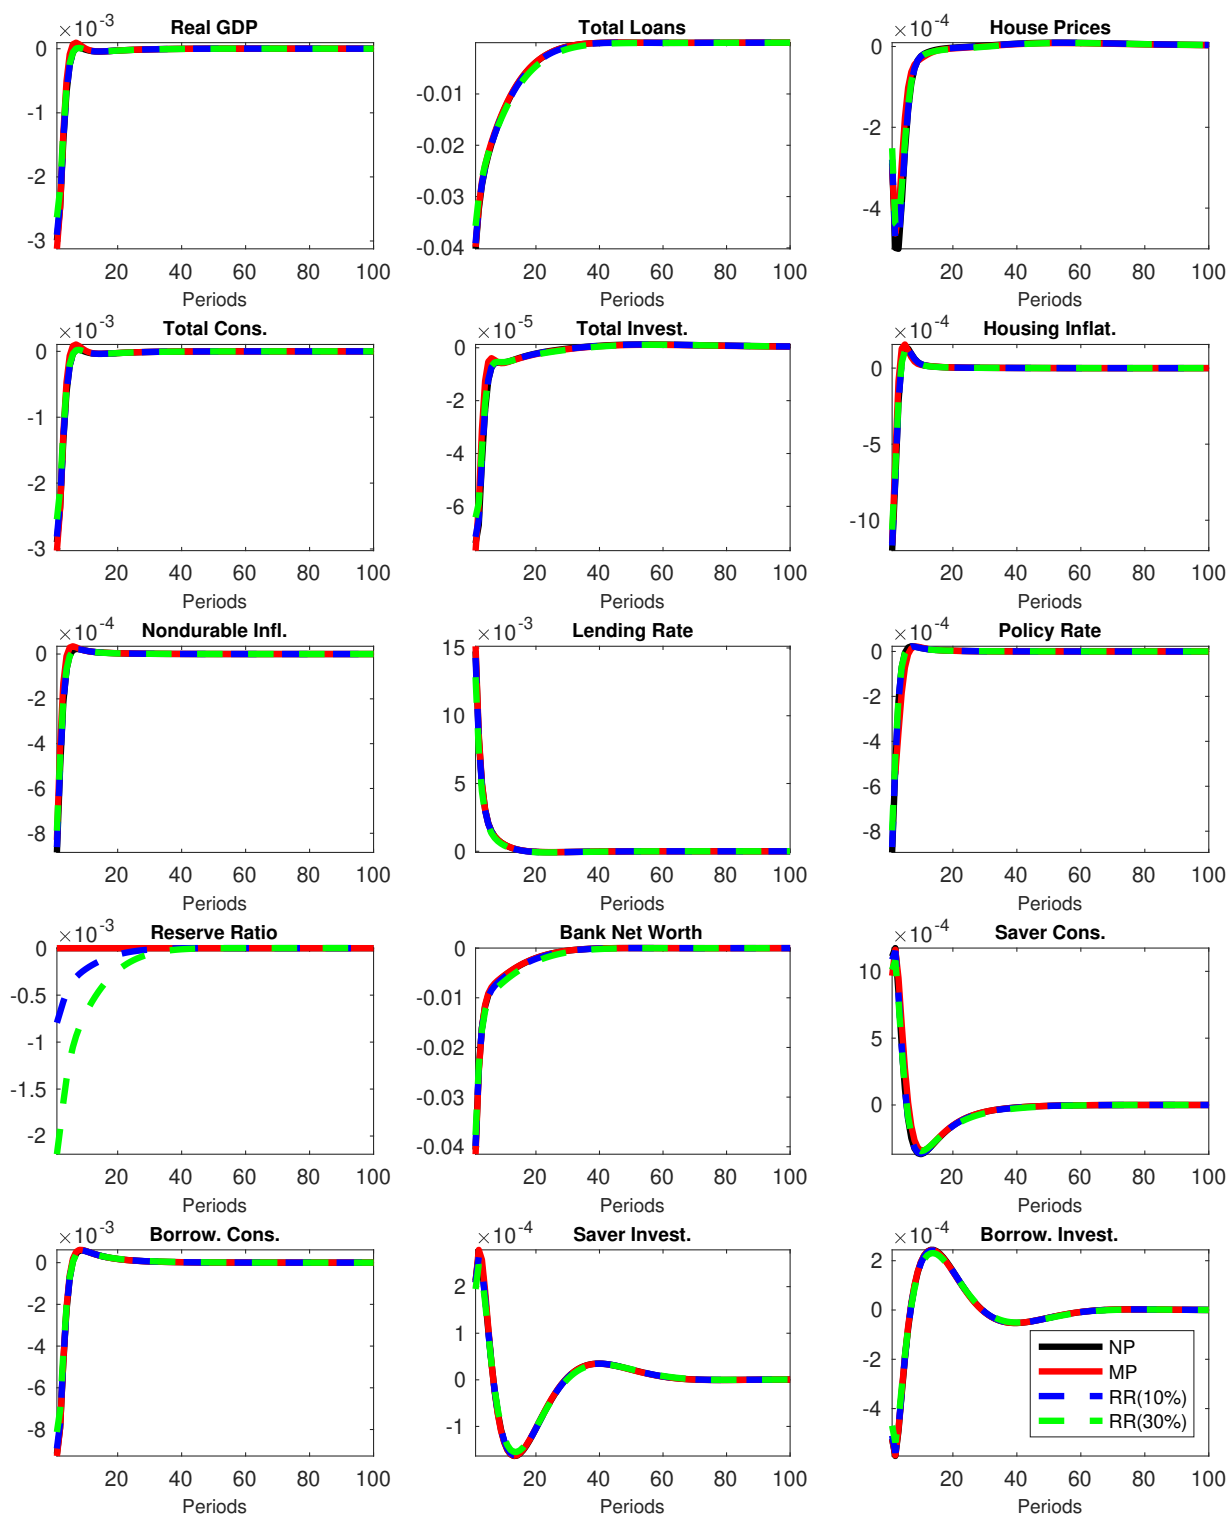 ×10⁻³ Real GDP
0
-1
-2
-3
20 40 60 80 100
Periods
Total Loans
-0.01
-0.02
-0.03
-0.04
20 40 60 80 100
Periods
×10⁻⁴ House Prices
0
-2
-4
20 40 60 80 100
Periods
×10⁻³ Total Cons.
0
-1
-2
-3
20 40 60 80 100
Periods
×10⁻⁵ Total Invest.
0
-2
-4
-6
20 40 60 80 100
Periods
×10⁻⁴ Housing Inflat.
0
-5
-10
20 40 60 80 100
Periods
×10⁻⁴ Nondurable Infl.
0
-2
-4
-6
-8
20 40 60 80 100
Periods
×10⁻³ Lending Rate
15
10
5
0
20 40 60 80 100
Periods
×10⁻⁴ Policy Rate
0
-2
-4
-6
-8
20 40 60 80 100
Periods
×10⁻³ Reserve Ratio
0
-0.5
-1
-1.5
-2
20 40 60 80 100
Periods
Bank Net Worth
0
-0.01
-0.02
-0.03
-0.04
20 40 60 80 100
Periods
×10⁻⁴ Saver Cons.
10
5
0
20 40 60 80 100
Periods
×10⁻³ Borrow. Cons.
0
-2
-4
-6
-8
20 40 60 80 100
Periods
×10⁻⁴ Saver Invest.
2
1
0
-1
20 40 60 80 100
Periods
×10⁻⁴ Borrow. Invest.
2
0
-2
-4
NP
MP
RR(10%)
RR(30%)
20 40 60 80 100
Periods